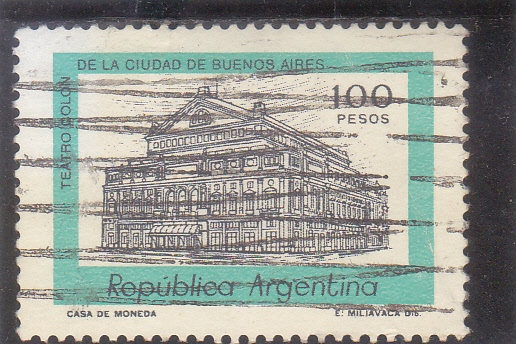 TEATRO COLON
DE LA CIUDAD DE BUENOS AIRES
100
PESOS
República Argentina
CASA DE MONEDA
E: MILIAVACA Dis.